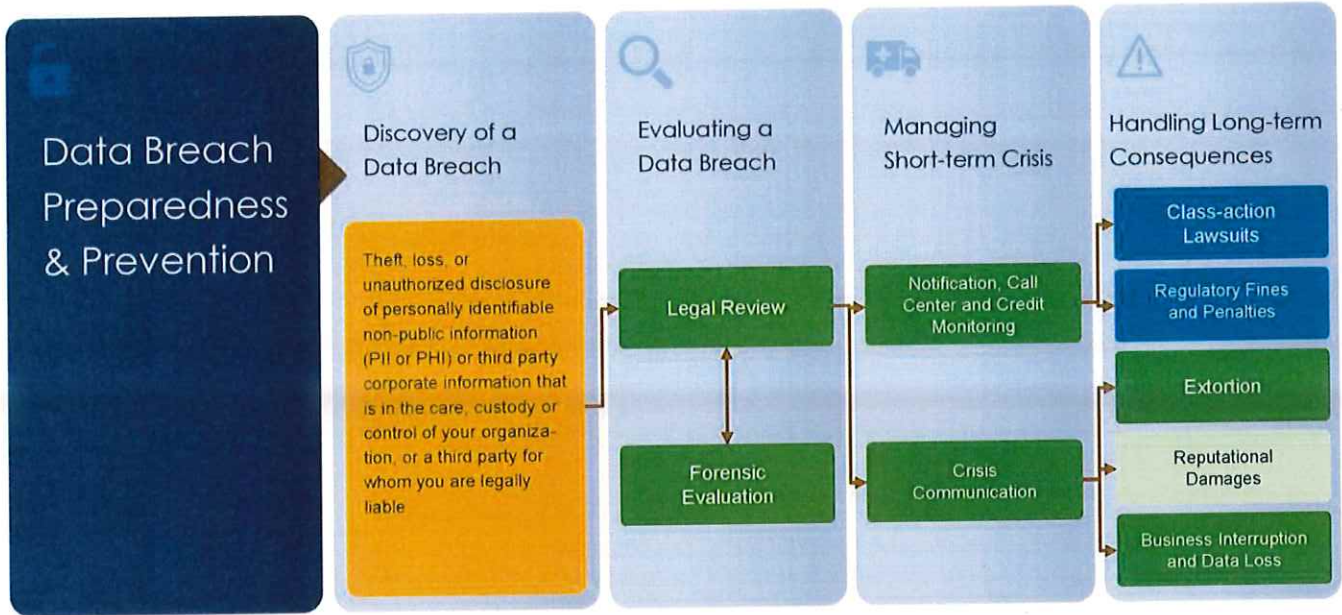 Data Breach
Preparedness
& Prevention
Discovery of a
Data Breach
Theft, loss, or
unauthorized disclosure
of personally identifiable
non-public information
(PII or PHI) or third party
corporate information that
is in the care, custody or
control of your organiza-
tion, or a third party for
whom you are legally
liable
Evaluating a
Data Breach
Legal Review
Forensic
Evaluation
Managing
Short-term Crisis
Notification, Call
Center and Credit
Monitoring
Crisis
Communication
Handling Long-term
Consequences
Class-action
Lawsuits
Regulatory Fines
and Penalties
Extortion
Reputational
Damages
Business Interruption
and Data Loss